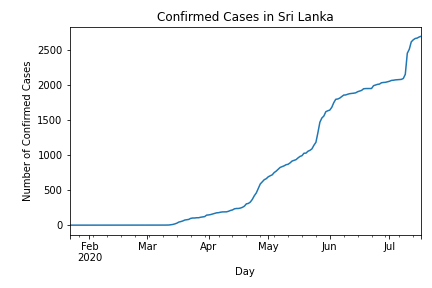 Confirmed Cases in Sri Lanka
Number of Confirmed Cases
2500
2000
1500
1000
500
0
Feb Mar Apr May Jun Jul
2020
Day